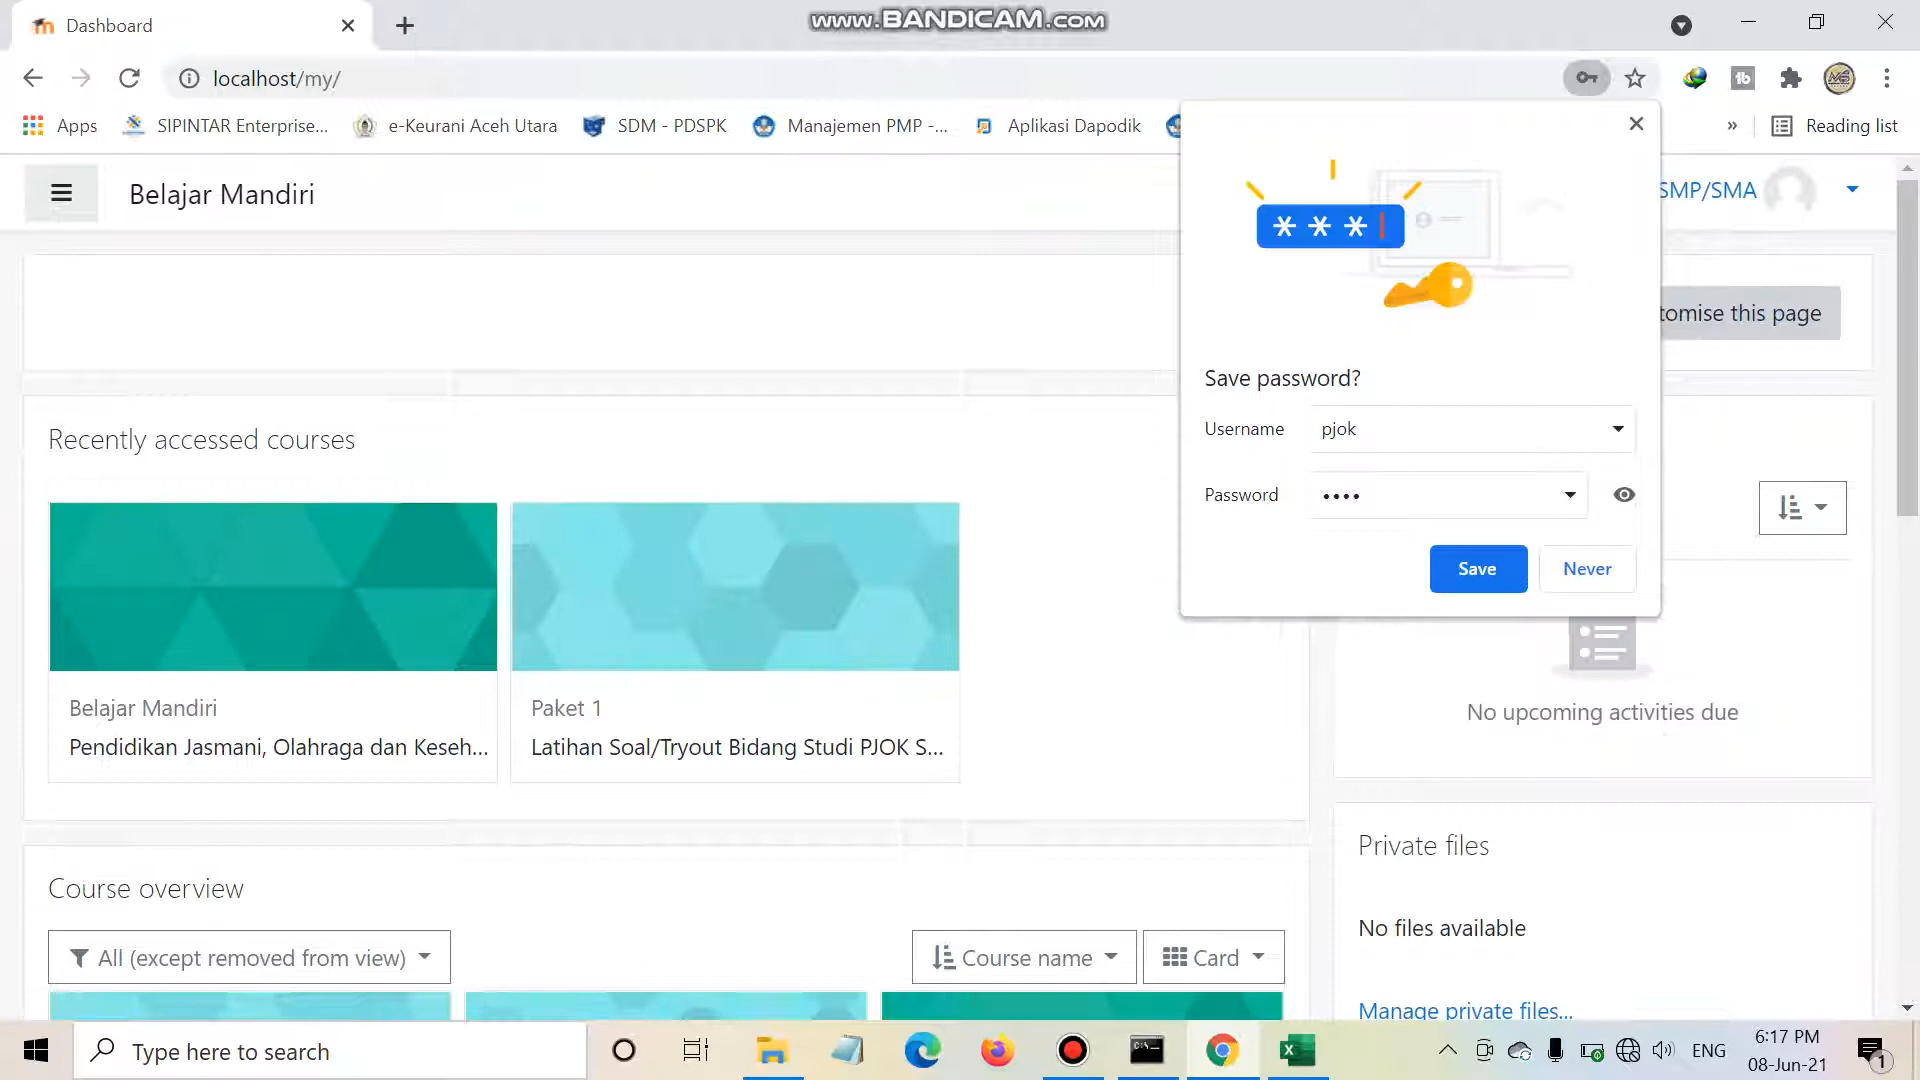 Dashboard
www.BANDICAM.com
localhost/my/
Apps
SIPINTAR Enterprise...
e-Keurani Aceh Utara
SDM - PDSPK
Manajemen PMP -...
Aplikasi Dapodik
»
Reading list
Belajar Mandiri
SMP/SMA
tomise this page
***
Save password?
Username
pjok
Password
••••
Save
Never
Recently accessed courses
Belajar Mandiri
Pendidikan Jasmani, Olahraga dan Keseh...
Paket 1
Latihan Soal/Tryout Bidang Studi PJOK S...
No upcoming activities due
Course overview
All (except removed from view)
Course name
Card
Private files
No files available
Manage private files...
Type here to search
ENG
6:17 PM
08-Jun-21
1